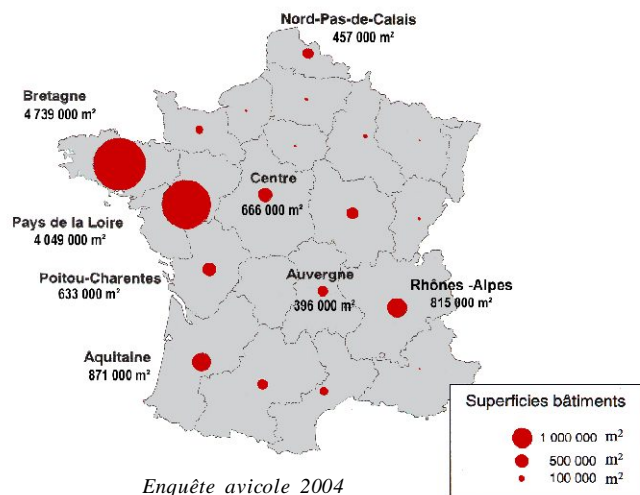 Nord-Pas-de-Calais
457 000 m²
Bretagne
4 739 000 m²
Centre
666 000 m²
Pays de la Loire
4 049 000 m²
Poitou-Charentes
633 000 m²
Auvergne
396 000 m²
Rhônes -Alpes
815 000 m²
Aquitaine
871 000 m²
Superficies bâtiments
1 000 000 m²
500 000 m²
100 000 m²
Enquête avicole 2004